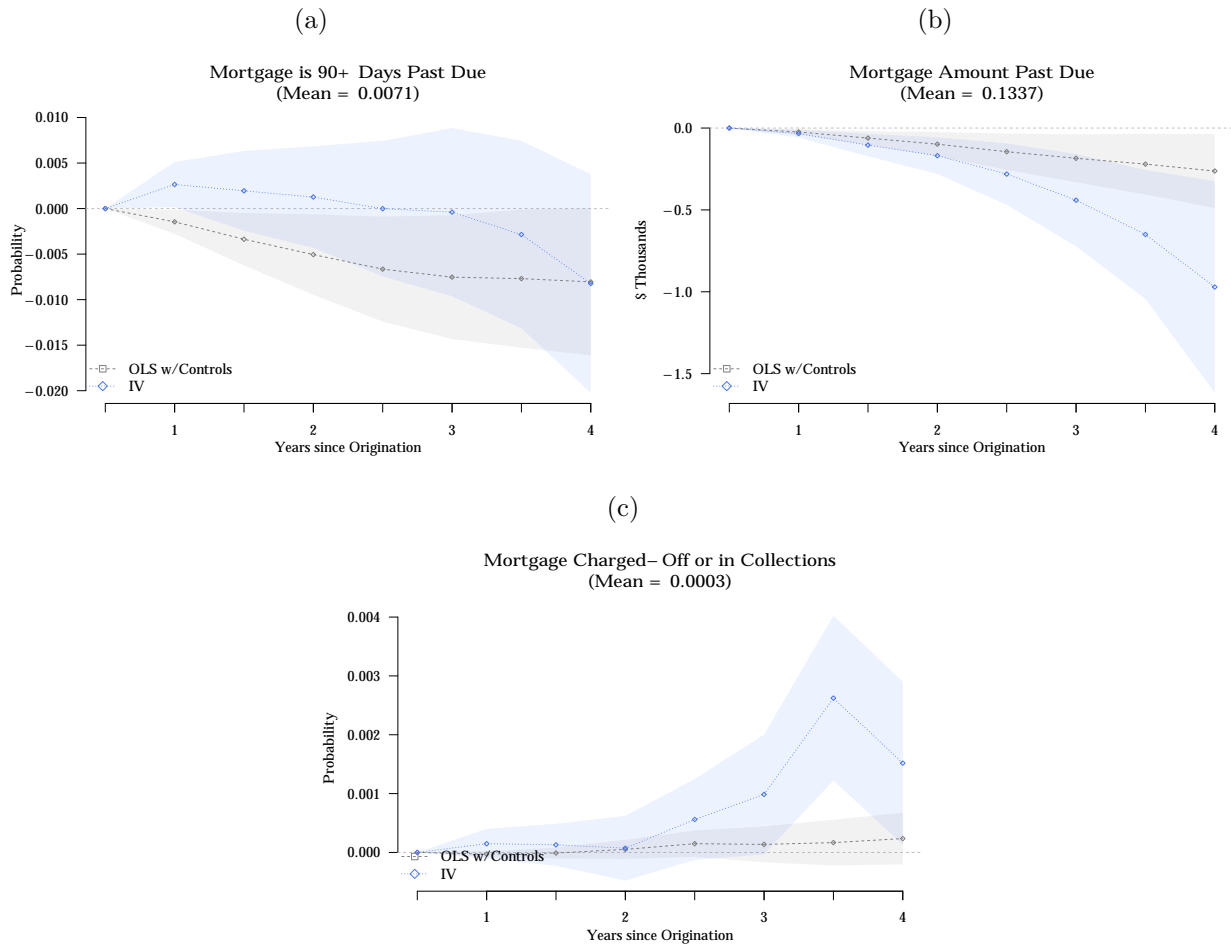 (a)
Mortgage is 90+ Days Past Due
(Mean = 0.0071)
0.010
0.005
0.000
−0.005
−0.010
−0.015
−0.020
Probability
OLS w/Controls
IV
1 2 3 4
Years since Origination
(b)
Mortgage Amount Past Due
(Mean = 0.1337)
0.0
−0.5
−1.0
−1.5
$ Thousands
OLS w/Controls
IV
1 2 3 4
Years since Origination
(c)
Mortgage Charged−Off or in Collections
(Mean = 0.0003)
0.004
0.003
0.002
0.001
0.000
Probability
OLS w/Controls
IV
1 2 3 4
Years since Origination